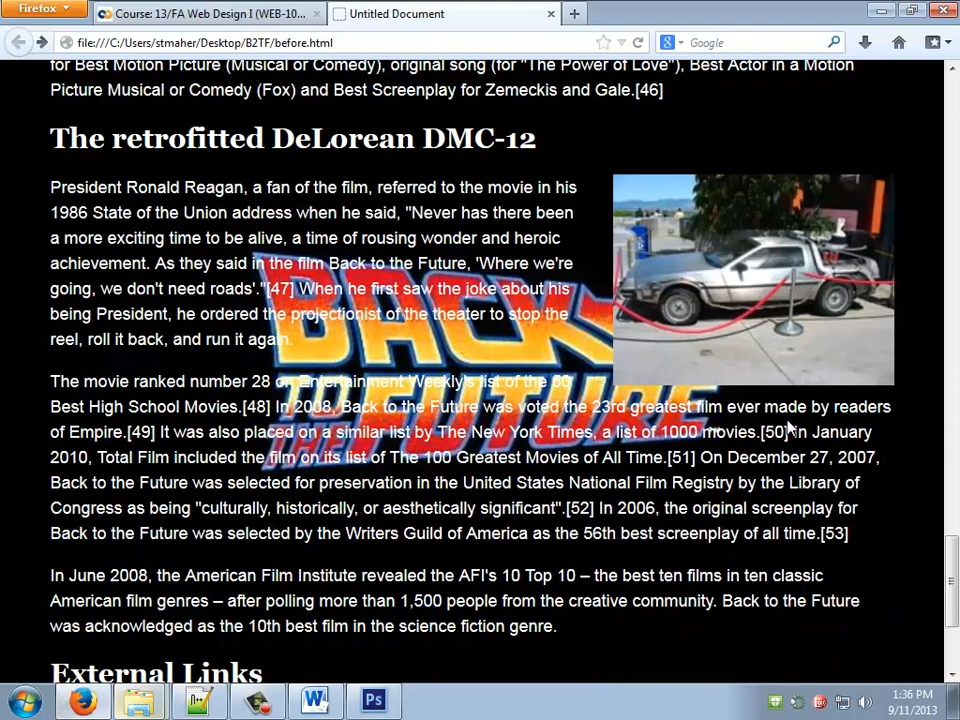 Firefox
Course: 13/FA Web Design I (WEB-10...
Untitled Document
file:///C:/Users/stmaher/Desktop/B2TF/before.html
Google
for Best Motion Picture (Musical or Comedy), original song (for "The Power of Love"), Best Actor in a Motion
Picture Musical or Comedy (Fox) and Best Screenplay for Zemeckis and Gale.[46]
The retrofitted DeLorean DMC-12
President Ronald Reagan, a fan of the film, referred to the movie in his
1986 State of the Union address when he said, "Never has there been
a more exciting time to be alive, a time of rousing wonder and heroic
achievement. As they said in the film Back to the Future, 'Where we're
going, we don't need roads'."[47] When he first saw the joke about his
being President, he ordered the projectionist of the theater to stop the
reel, roll it back, and run it again.
BACK
TO THE FUTURE
The movie ranked number 28 on Entertainment Weekly's list of the 50
Best High School Movies.[48] In 2008, Back to the Future was voted the 23rd greatest film ever made by readers
of Empire.[49] It was also placed on a similar list by The New York Times, a list of 1000 movies.[50] In January
2010, Total Film included the film on its list of The 100 Greatest Movies of All Time.[51] On December 27, 2007,
Back to the Future was selected for preservation in the United States National Film Registry by the Library of
Congress as being "culturally, historically, or aesthetically significant".[52] In 2006, the original screenplay for
Back to the Future was selected by the Writers Guild of America as the 56th best screenplay of all time.[53]
In June 2008, the American Film Institute revealed the AFI's 10 Top 10 – the best ten films in ten classic
American film genres – after polling more than 1,500 people from the creative community. Back to the Future
was acknowledged as the 10th best film in the science fiction genre.
External Links
1:36 PM
9/11/2013